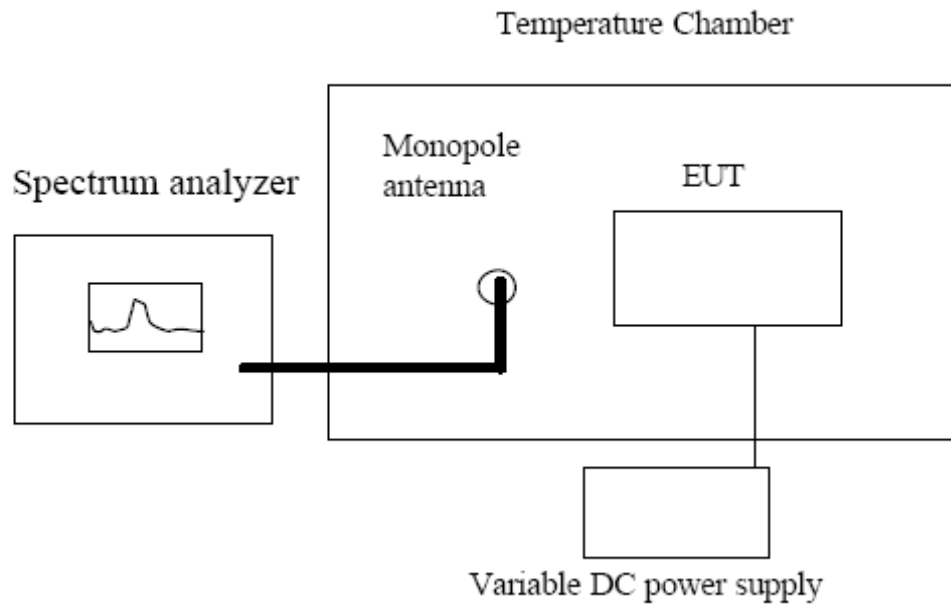 Temperature Chamber
Monopole
antenna
EUT
Spectrum analyzer
Variable DC power supply